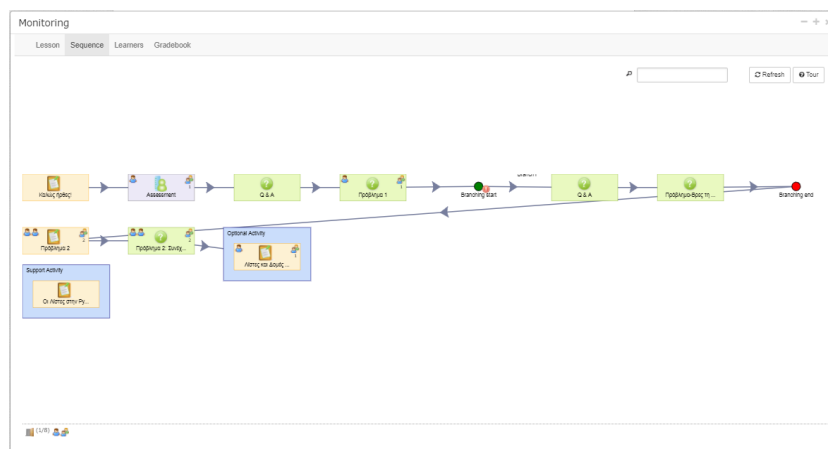 Monitoring
Lesson Sequence Learners Gradebook
Refresh Tour
Καλώς ήρθες!
Assessment
Q & A
Πρόβλημα 1
Branching start
Q & A
Πρόβλημα-Βρες τη ...
Branching end
Πρόβλημα 2
Πρόβλημα 2: Συνέχ...
Optional Activity
Λίστες και Δομές ...
Support Activity
Οι Λίστες στην Py...
(1/8)